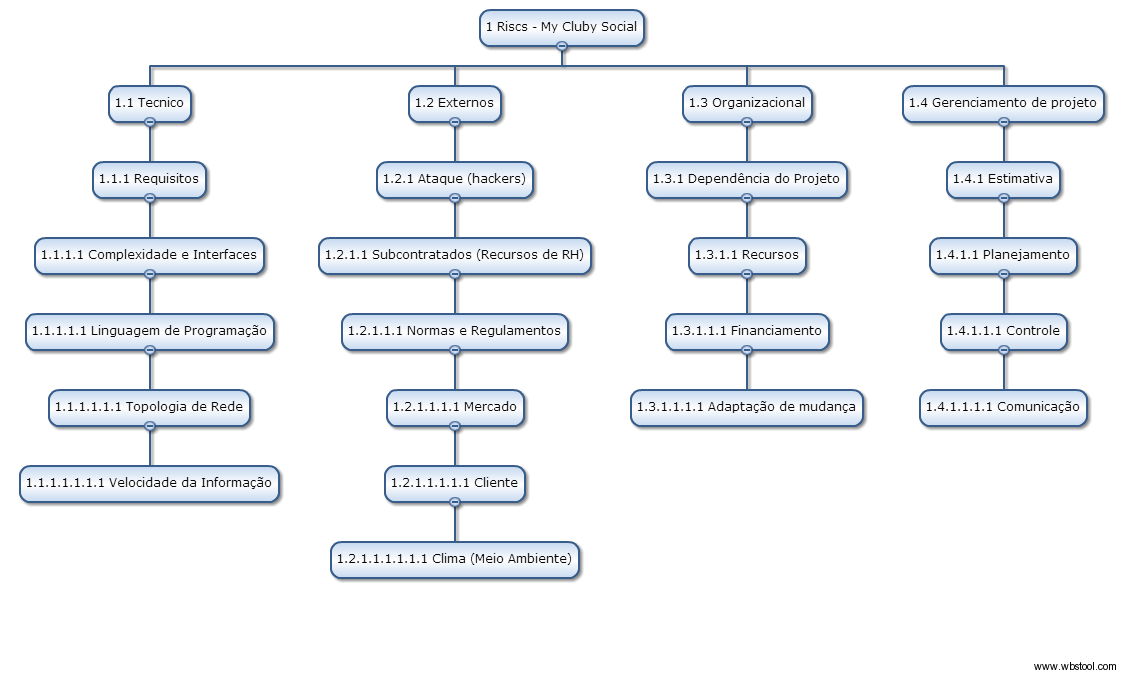 1 Riscs - My Cluby Social
1.1 Tecnico
1.2 Externos
1.3 Organizacional
1.4 Gerenciamento de projeto
1.1.1 Requisitos
1.2.1 Ataque (hackers)
1.3.1 Dependência do Projeto
1.4.1 Estimativa
1.1.1.1 Complexidade e Interfaces
1.2.1.1 Subcontratados (Recursos de RH)
1.3.1.1 Recursos
1.4.1.1 Planejamento
1.1.1.1.1 Linguagem de Programação
1.2.1.1.1 Normas e Regulamentos
1.3.1.1.1 Financiamento
1.4.1.1.1 Controle
1.1.1.1.1.1 Topologia de Rede
1.2.1.1.1.1 Mercado
1.3.1.1.1.1 Adaptação de mudança
1.4.1.1.1.1 Comunicação
1.1.1.1.1.1.1 Velocidade da Informação
1.2.1.1.1.1.1 Cliente
1.2.1.1.1.1.1.1 Clima (Meio Ambiente)
www.wbstool.com